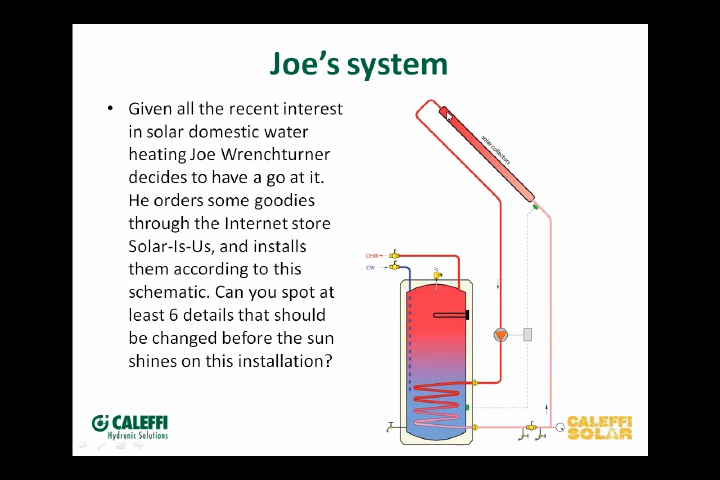 Joe's system
• Given all the recent interest
in solar domestic water
heating Joe Wrenchturner
decides to have a go at it.
He orders some goodies
through the Internet store
Solar-Is-Us, and installs
them according to this
schematic. Can you spot at
least 6 details that should
be changed before the sun
shines on this installation?
solar collectors
DHW
CW
CALEFFI
Hydronic Solutions
CALEFFI
SOLAR